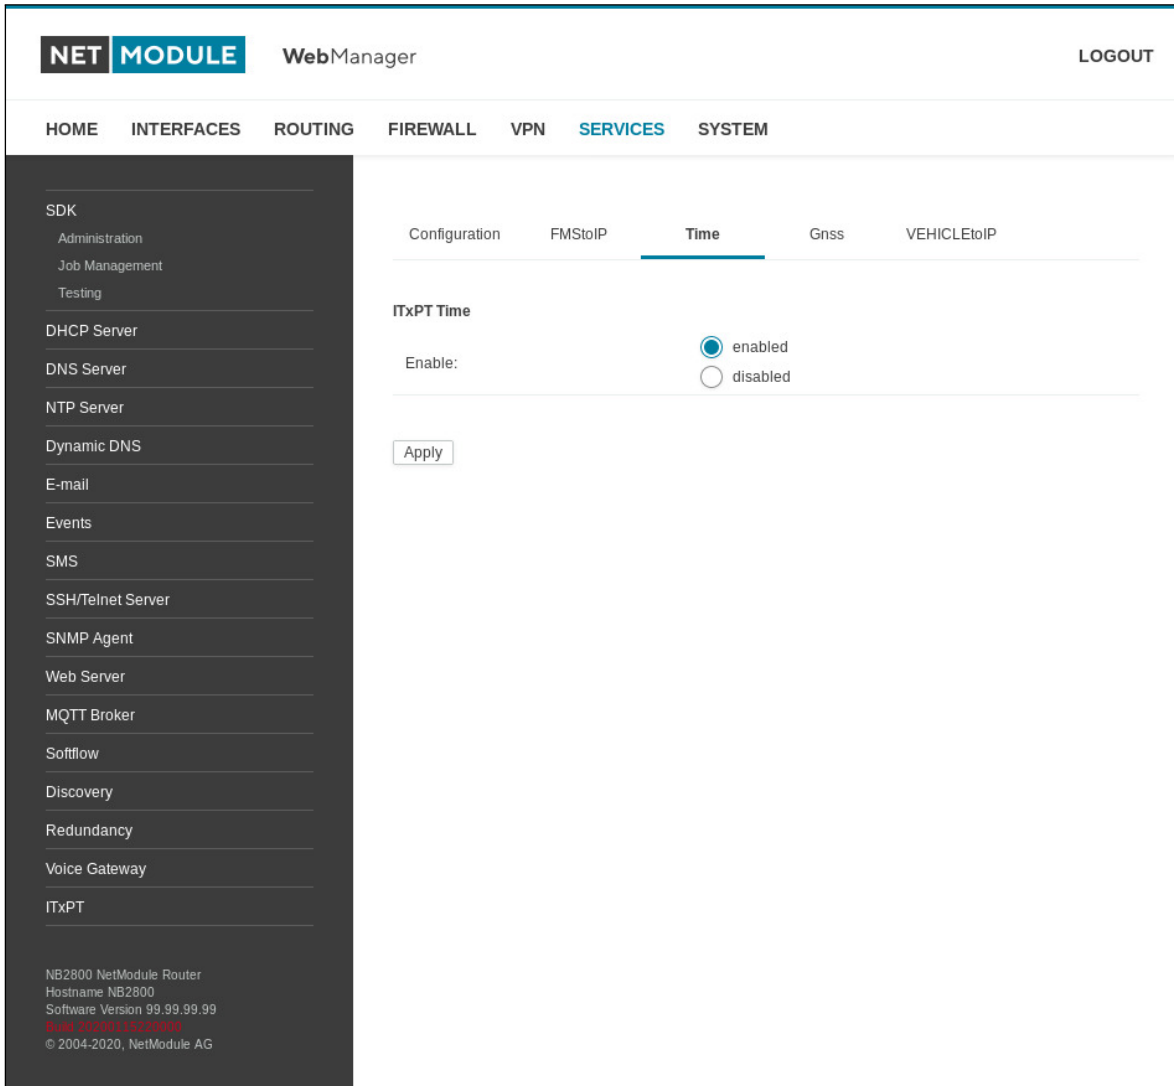 NET MODULE WebManager LOGOUT
HOME INTERFACES ROUTING FIREWALL VPN SERVICES SYSTEM
SDK
Administration
Job Management
Testing
DHCP Server
DNS Server
NTP Server
Dynamic DNS
E-mail
Events
SMS
SSH/Telnet Server
SNMP Agent
Web Server
MQTT Broker
Softflow
Discovery
Redundancy
Voice Gateway
ITxPT
NB2800 NetModule Router
Hostname NB2800
Software Version 99.99.99.99
Build
© 2004-2020, NetModule AG
Configuration FMStoIP Time Gnss VEHICLEtoIP
ITxPT Time
Enable:
enabled
disabled
Apply